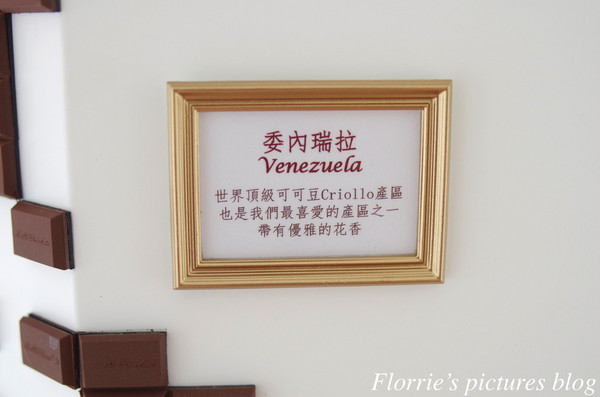 委內瑞拉
Venezuela
世界頂級可可豆Criollo產區
也是我們最喜愛的產區之一
帶有優雅的花香
Florrie's pictures blog